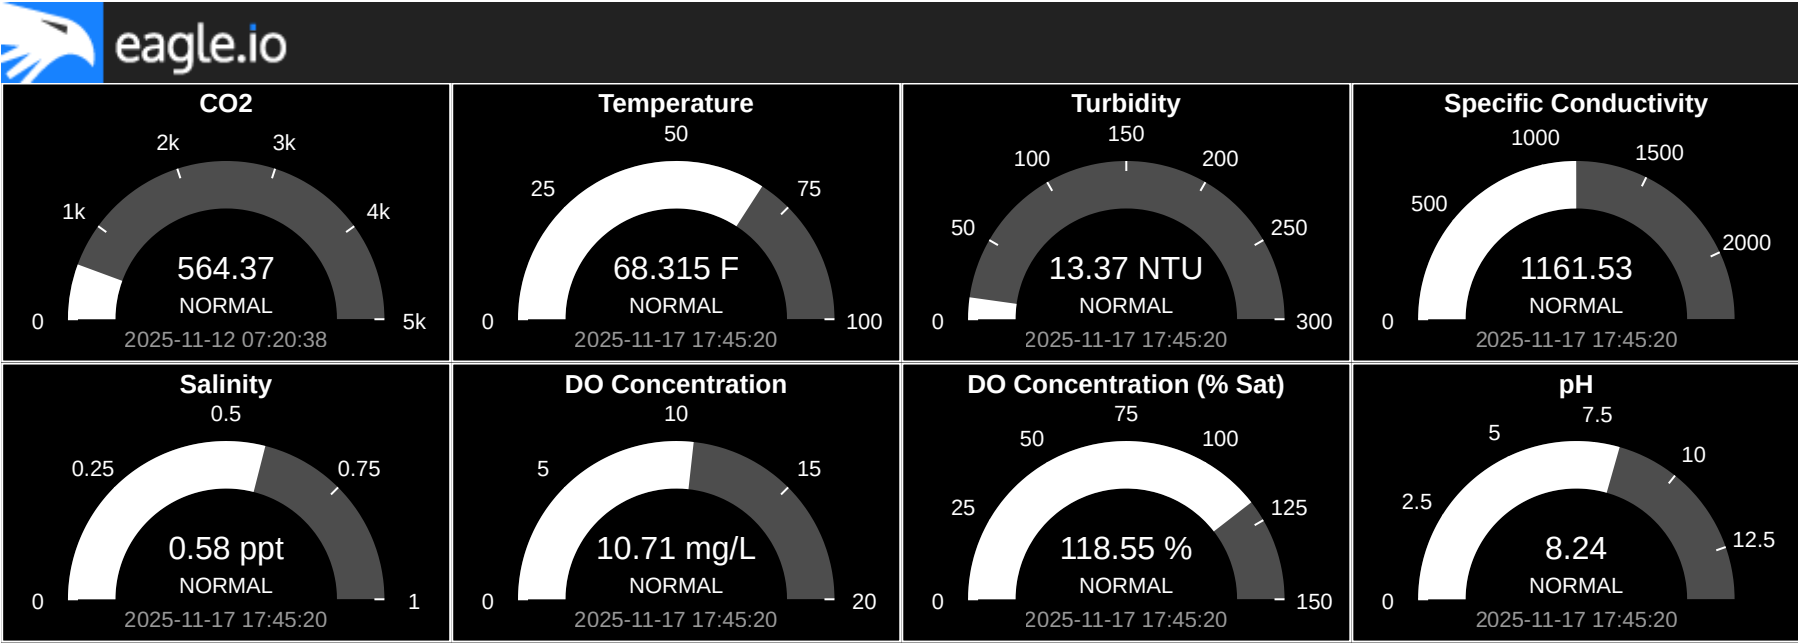 eagle.io
CO2
0
1k
2k
3k
4k
5k
564.37
NORMAL
2025-11-12 07:20:38
Temperature
0
25
50
75
100
68.315 F
NORMAL
2025-11-17 17:45:20
Turbidity
0
50
100
150
200
250
300
13.37 NTU
NORMAL
2025-11-17 17:45:20
Specific Conductivity
0
500
1000
1500
2000
1161.53
NORMAL
2025-11-17 17:45:20
Salinity
0
0.25
0.5
0.75
1
0.58 ppt
NORMAL
2025-11-17 17:45:20
DO Concentration
0
5
10
15
20
10.71 mg/L
NORMAL
2025-11-17 17:45:20
DO Concentration (% Sat)
0
25
50
75
100
125
150
118.55 %
NORMAL
2025-11-17 17:45:20
pH
0
2.5
5
7.5
10
12.5
8.24
NORMAL
2025-11-17 17:45:20